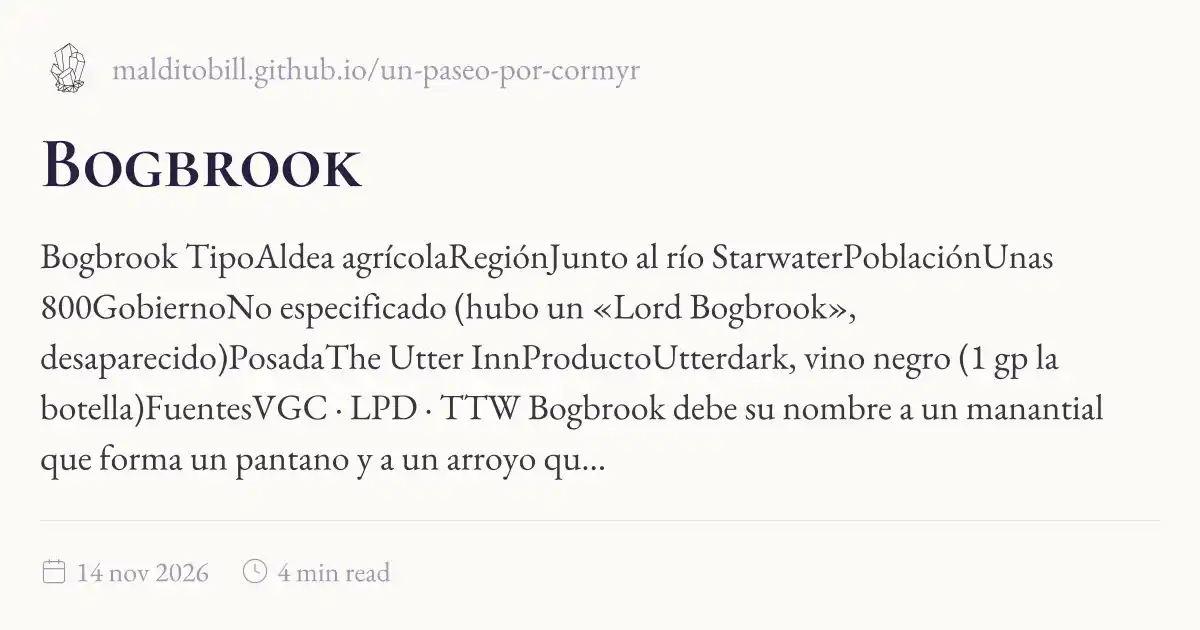 malditobill.github.io/un-paseo-por-cormyr
Bogbrook
Bogbrook TipoAldea agrícolaRegiónJunto al río StarwaterPoblaciónUnas
800GobiernoNo especificado (hubo un «Lord Bogbrook»,
desaparecido)PosadaThe Utter InnProductoUtterdark, vino negro (1 gp la
botella)FuentesVGC · LPD · TTW Bogbrook debe su nombre a un manantial
que forma un pantano y a un arroyo qu...
14 nov 2026 4 min read